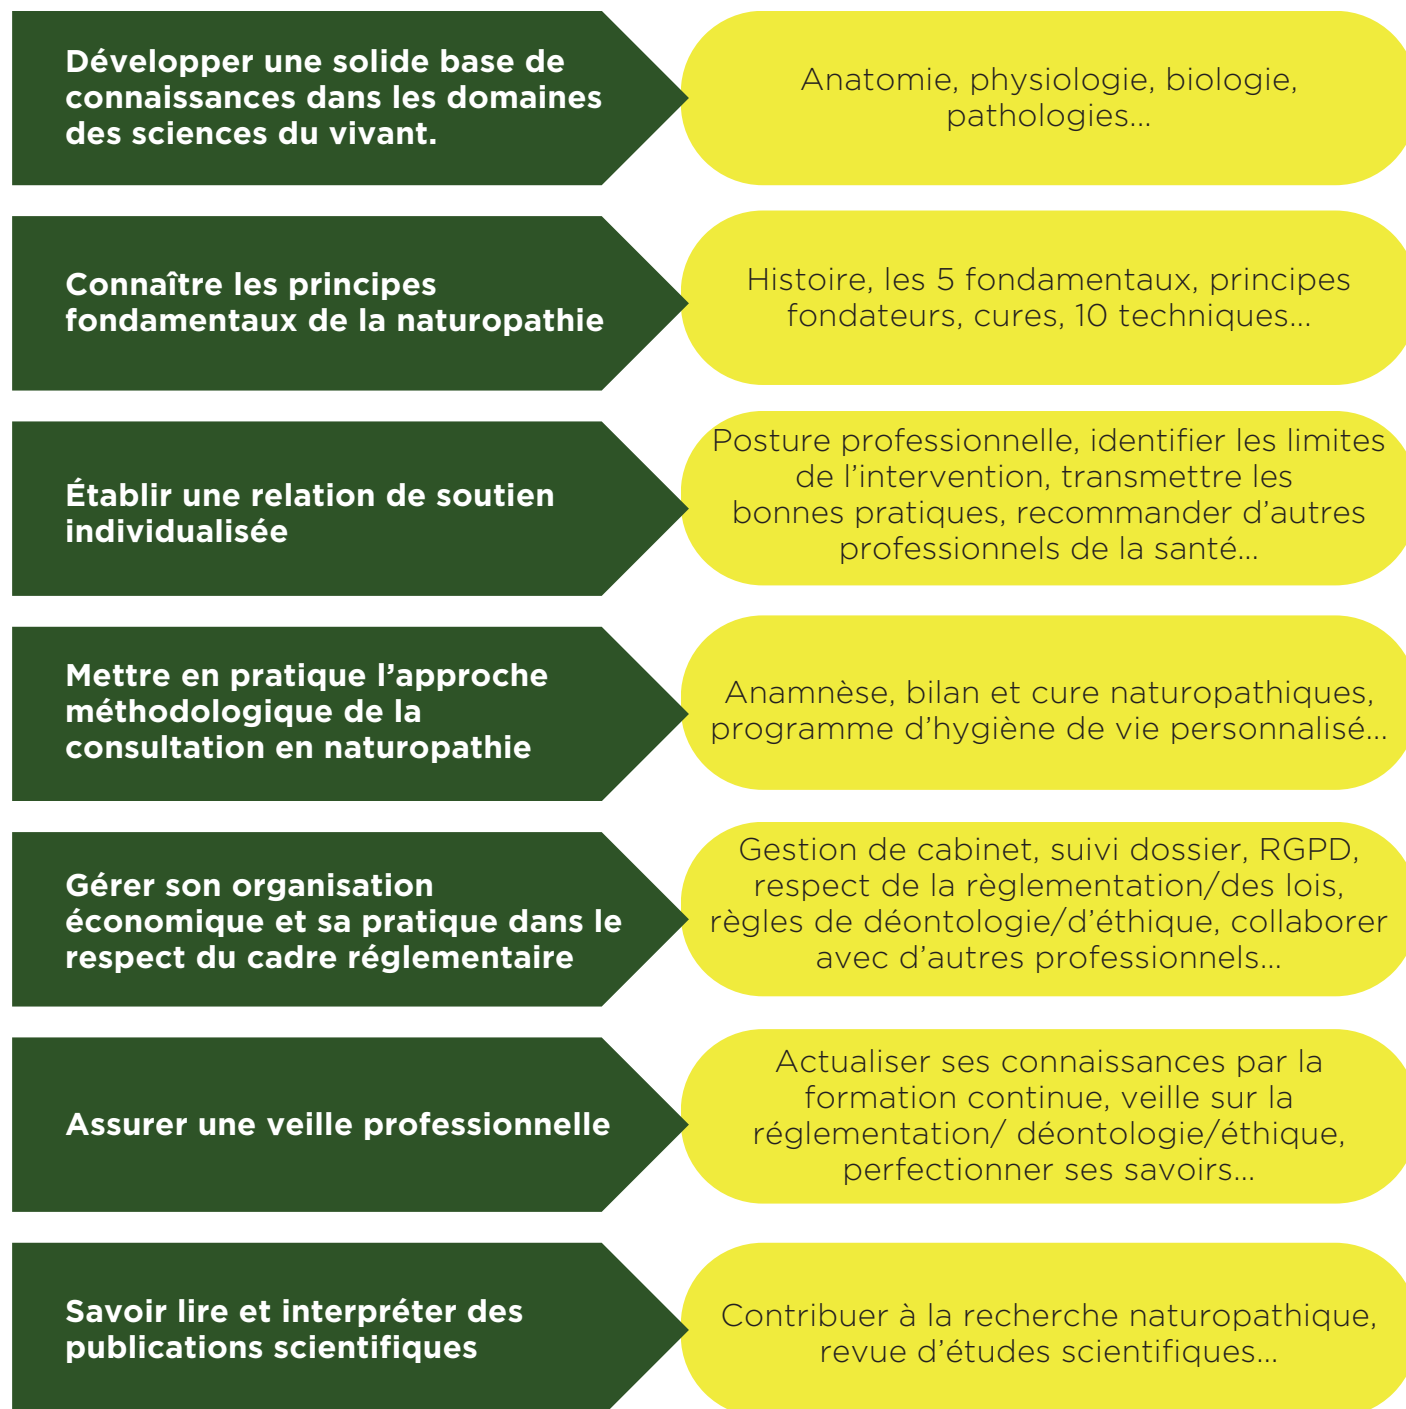 Développer une solide base de
connaissances dans les domaines
des sciences du vivant.
Anatomie, physiologie, biologie,
pathologies...
Connaître les principes
fondamentaux de la naturopathie
Histoire, les 5 fondamentaux, principes
fondateurs, cures, 10 techniques...
Établir une relation de soutien
individualisée
Posture professionnelle, identifier les limites
de l'intervention, transmettre les
bonnes pratiques, recommander d'autres
professionnels de la santé...
Mettre en pratique l'approche
méthodologique de la
consultation en naturopathie
Anamnèse, bilan et cure naturopathiques,
programme d'hygiène de vie personnalisé...
Gérer son organisation
économique et sa pratique dans le
respect du cadre réglementaire
Gestion de cabinet, suivi dossier, RGPD,
respect de la règlementation/des lois,
règles de déontologie/d'éthique, collaborer
avec d'autres professionnels...
Assurer une veille professionnelle
Actualiser ses connaissances par la
formation continue, veille sur la
réglementation/ déontologie/éthique,
perfectionner ses savoirs...
Savoir lire et interpréter des
publications scientifiques
Contribuer à la recherche naturopathique,
revue d'études scientifiques...